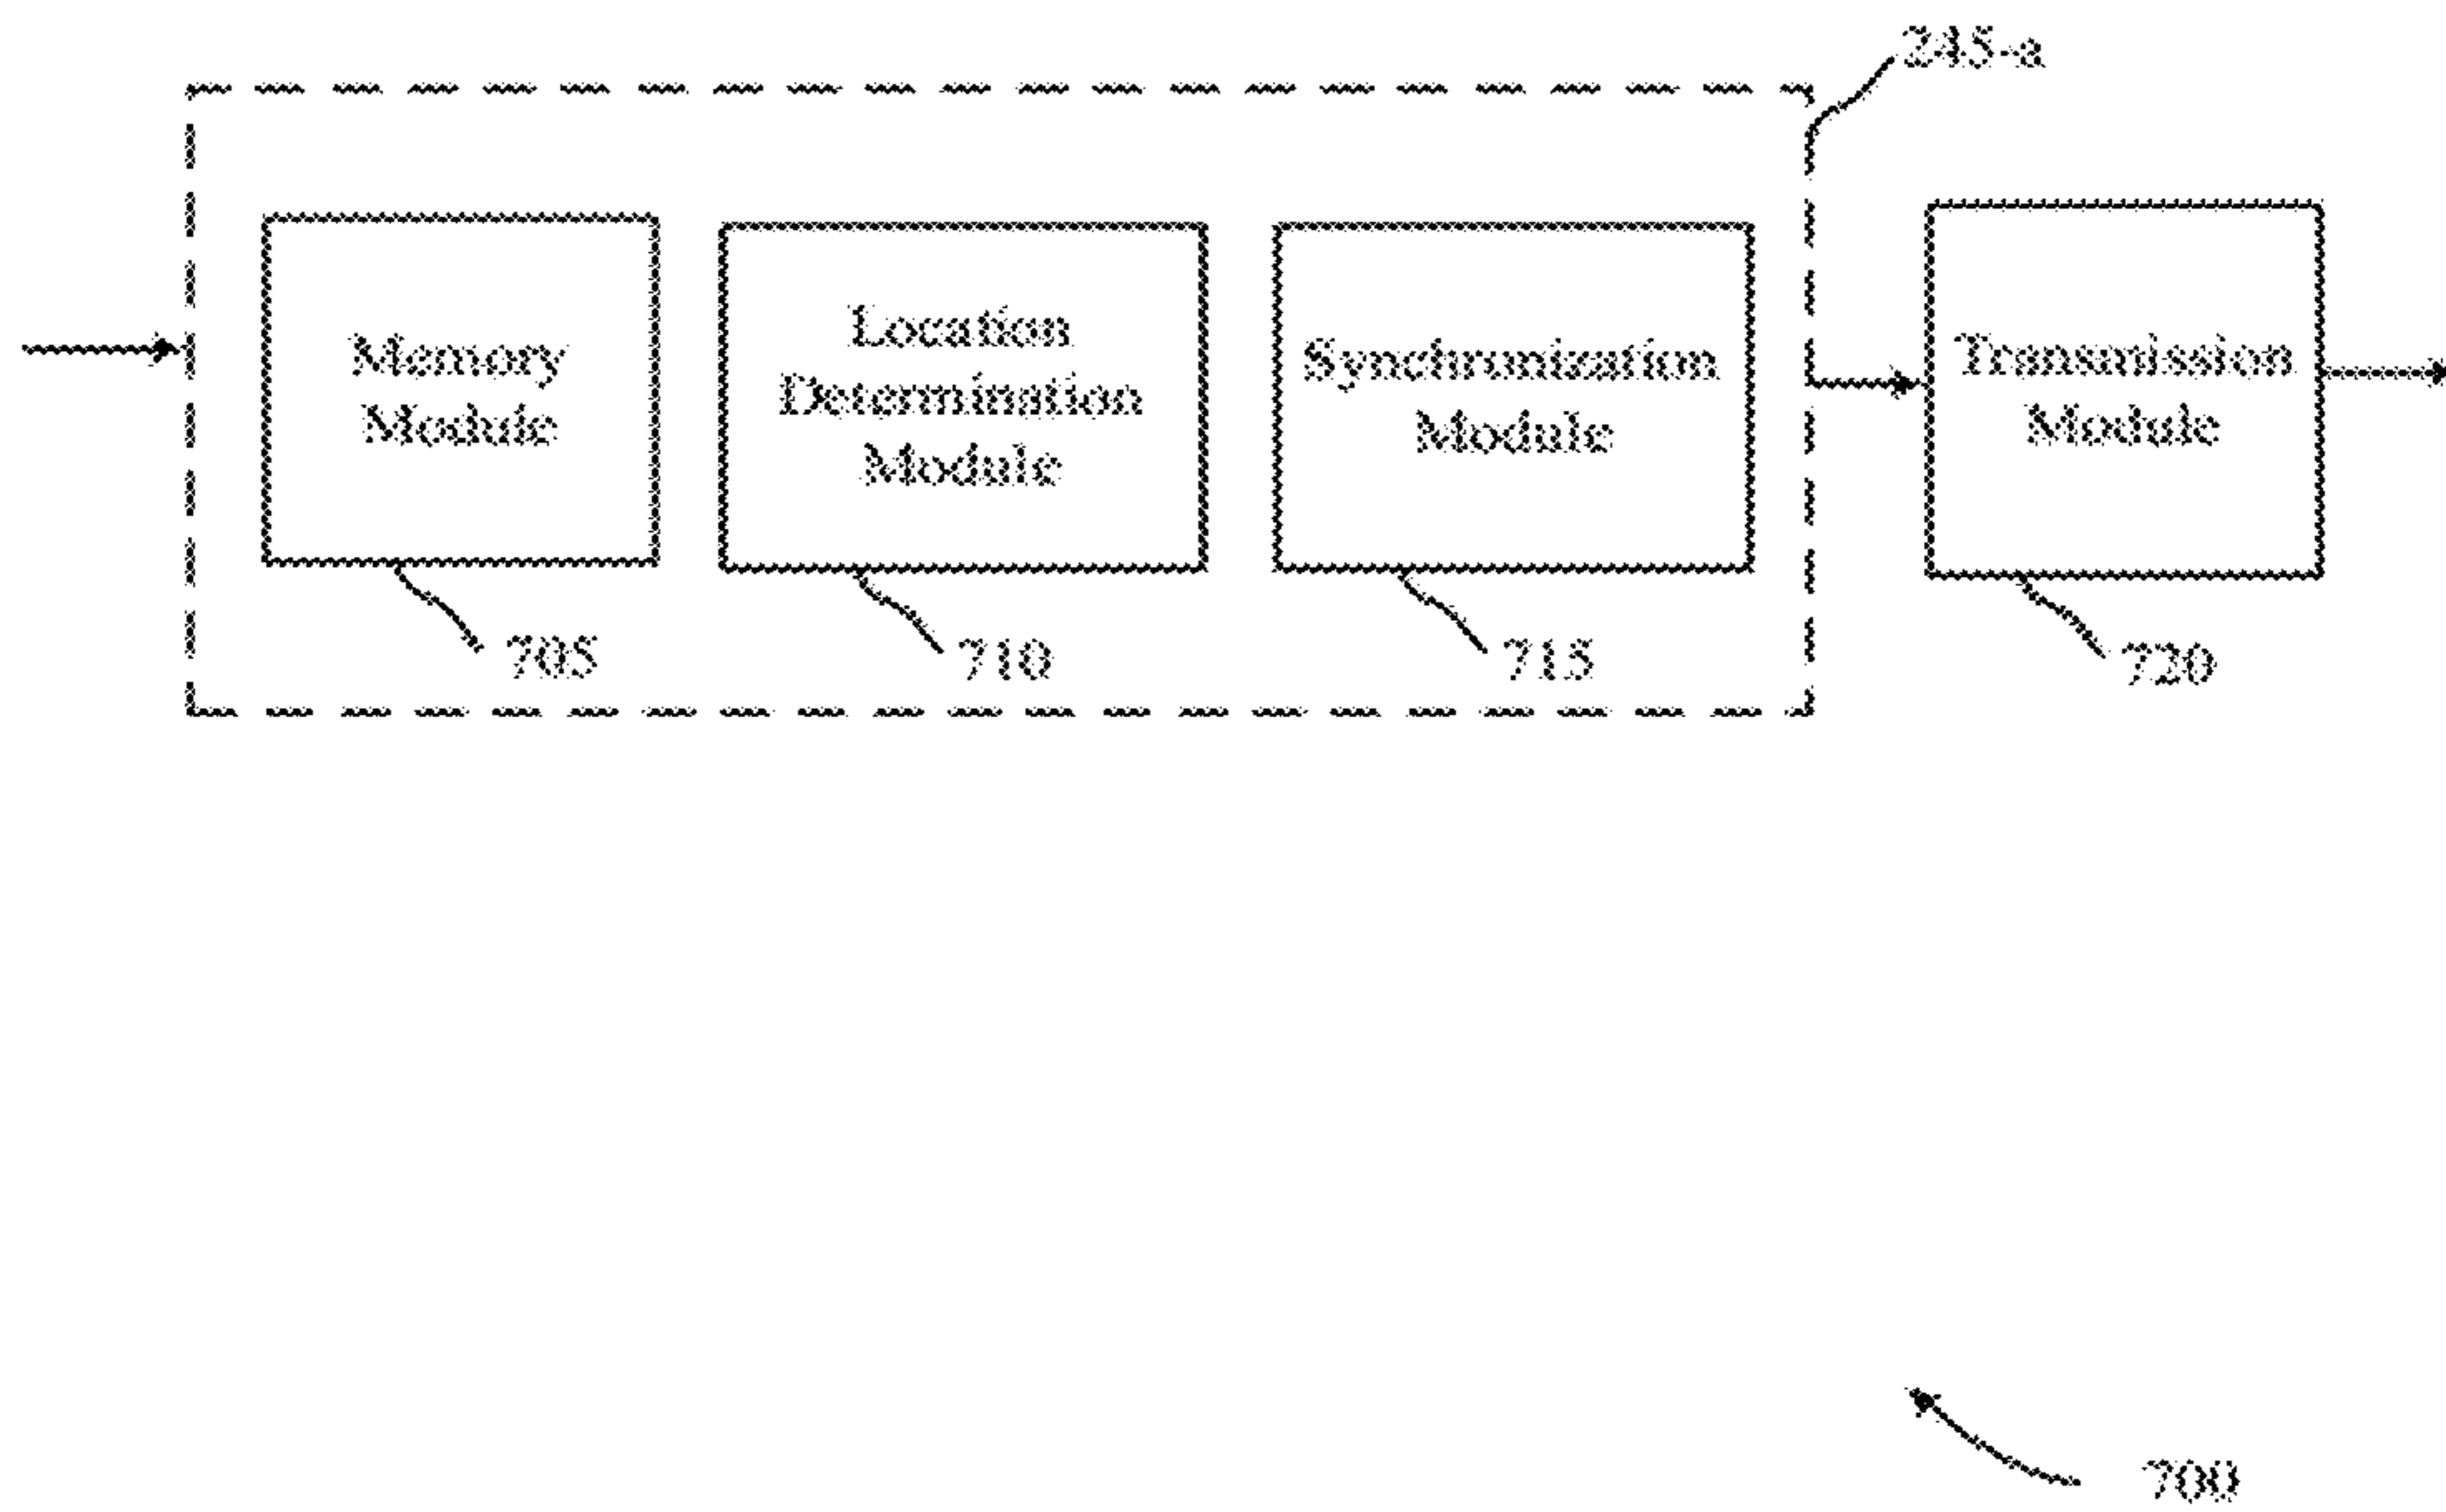 245-a
Memory
Module
Location
Determination
Module
Synchronization
Module
Transmission
Module
705
710
715
720
700